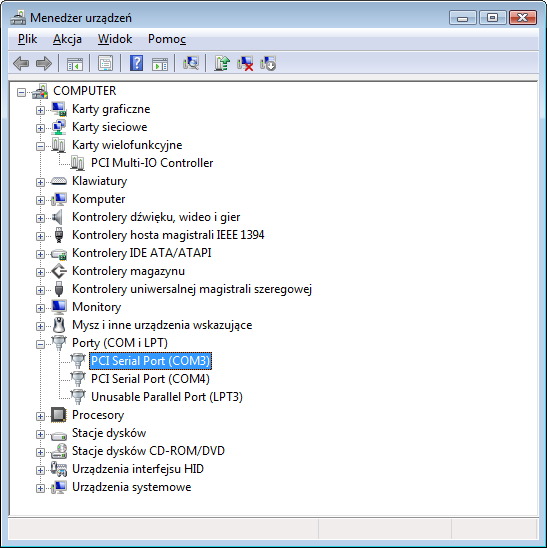 Menedżer urządzeń
Plik Akcja Widok Pomoc
COMPUTER
Karty graficzne
Karty sieciowe
Karty wielofunkcyjne
PCI Multi-IO Controller
Klawiatury
Komputer
Kontrolery dźwięku, wideo i gier
Kontrolery hosta magistrali IEEE 1394
Kontrolery IDE ATA/ATAPI
Kontrolery magazynu
Kontrolery uniwersalnej magistrali szeregowej
Monitory
Mysz i inne urządzenia wskazujące
Porty (COM i LPT)
PCI Serial Port (COM3)
PCI Serial Port (COM4)
Unusable Parallel Port (LPT3)
Procesory
Stacje dysków
Stacje dysków CD-ROM/DVD
Urządzenia interfejsu HID
Urządzenia systemowe